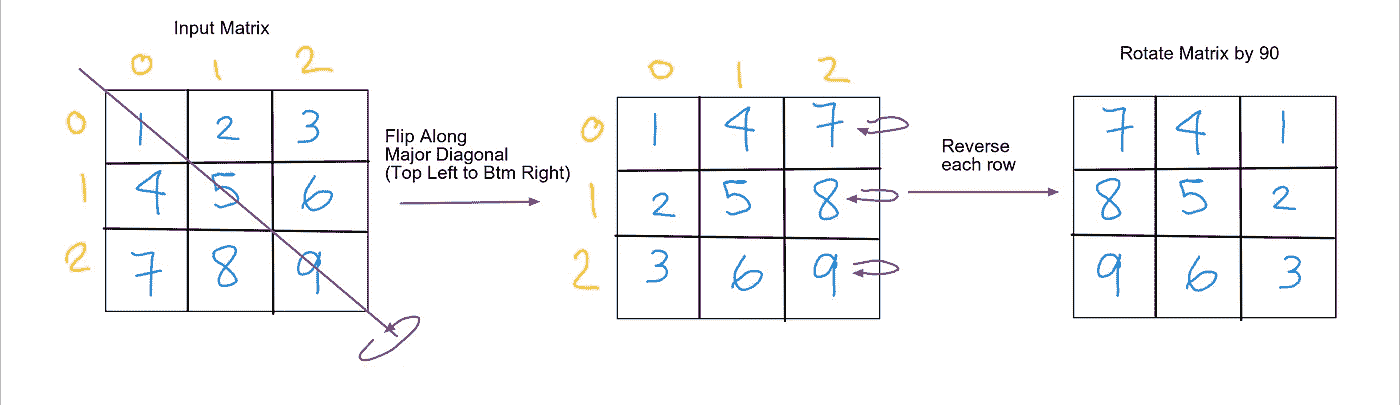 Input Matrix
0 1 2
0 1 2 3
1 4 5 6
2 7 8 9
Flip Along
Major Diagonal
(Top Left to Btm Right)
0 1 2
0 1 4 7
1 2 5 8
2 3 6 9
Reverse
each row
Rotate Matrix by 90
7 4 1
8 5 2
9 6 3